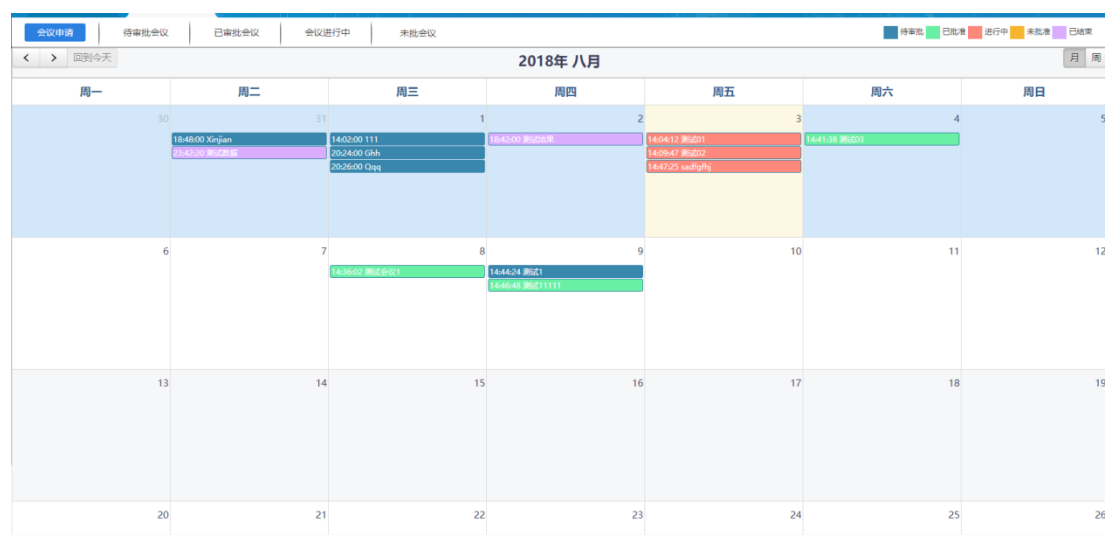 会议申请 待审批会议 已审批会议 会议进行中 未批会议 待审批 已批准 进行中 未批准 已结束
回到今天 2018年 八月 月 周
周一 周二 周三 周四 周五 周六 周日
30 31 1 2 3 4 5
18:48:00 Xinjian 14:02:00 111 18:42:00 测试结果 14:04:12 测试01 14:41:38 测试03
23:42:20 测试数据 20:24:00 Ghh 14:09:47 测试02
20:26:00 Qqq 14:47:25 sadfgfhj
6 7 8 9 10 11 12
14:36:02 测试会议1 14:44:24 测试1
14:46:48 测试11111
13 14 15 16 17 18 19
20 21 22 23 24 25 26